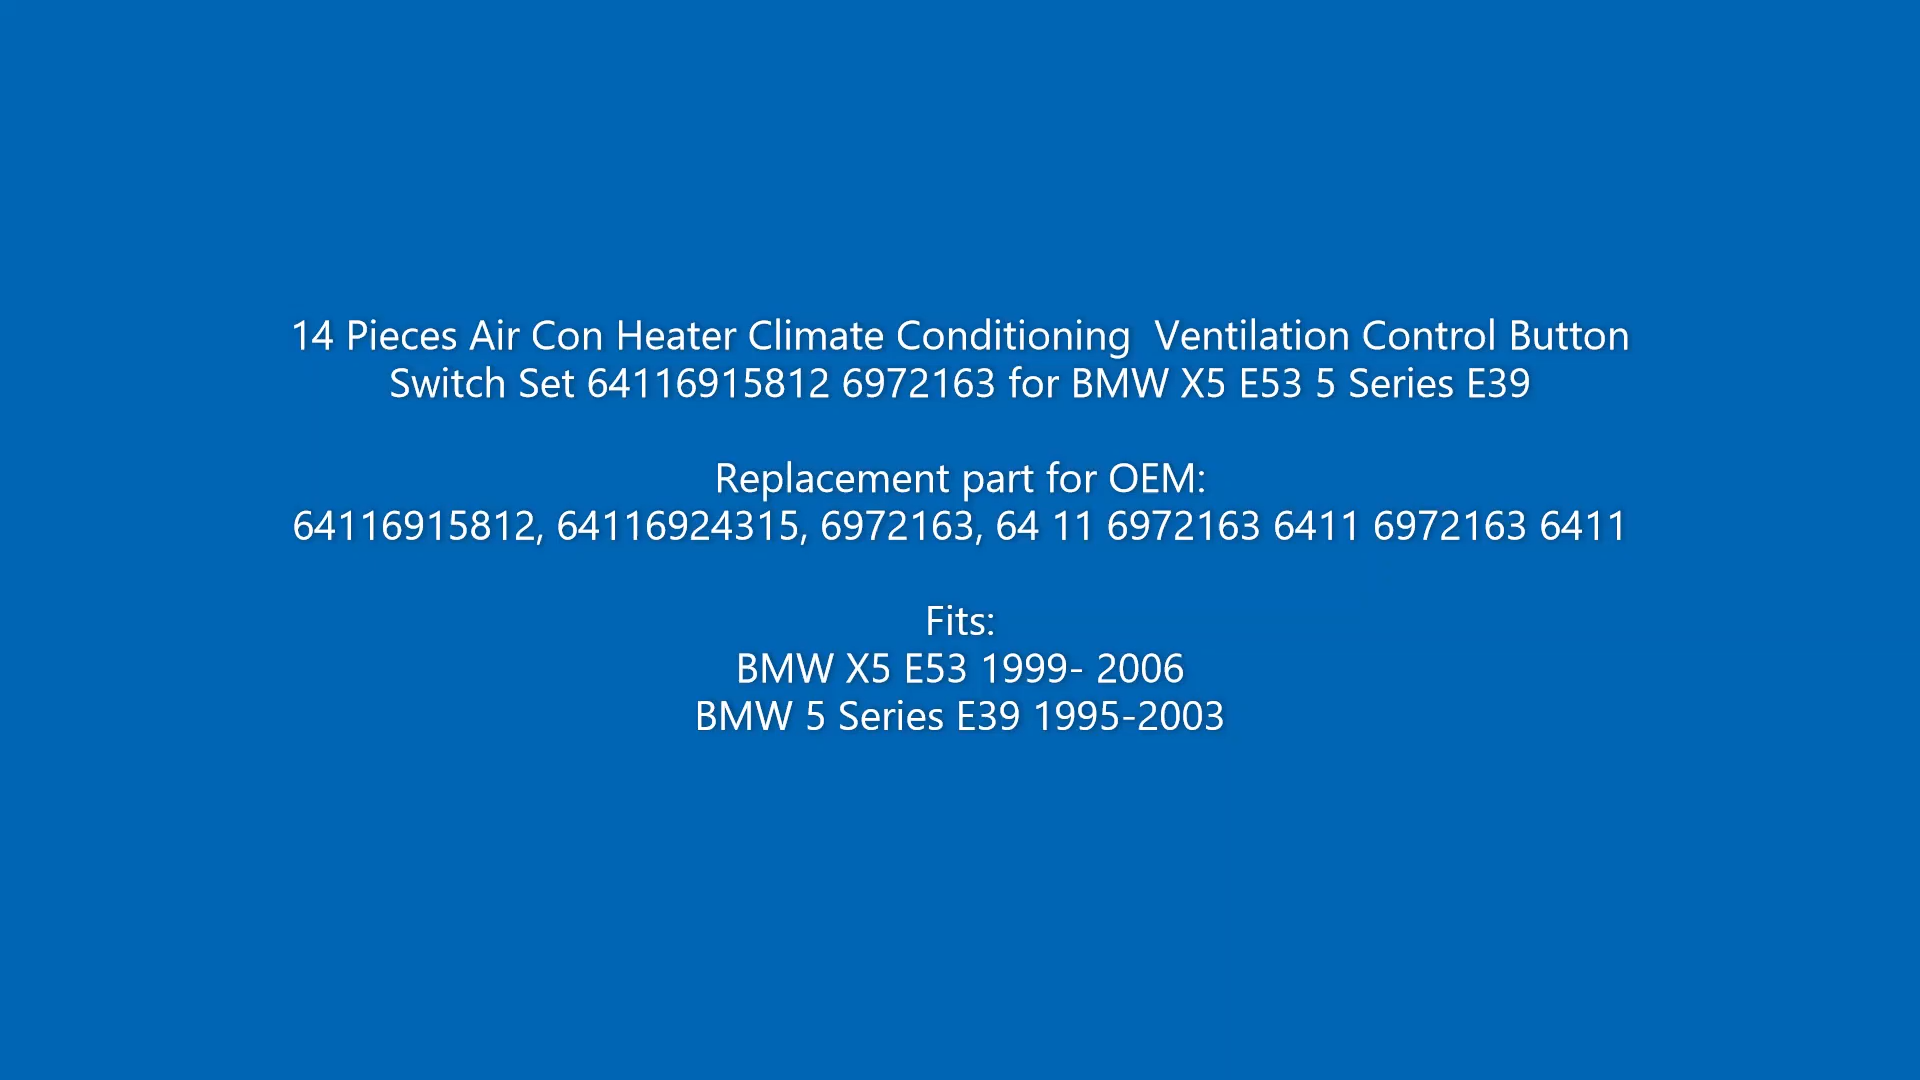 14 Pieces Air Con Heater Climate Conditioning  Ventilation Control Button
Switch Set 64116915812 6972163 for BMW X5 E53 5 Series E39
Replacement part for OEM:
64116915812, 64116924315, 6972163, 64 11 6972163 6411 6972163 6411
Fits:
BMW X5 E53 1999- 2006
BMW 5 Series E39 1995-2003